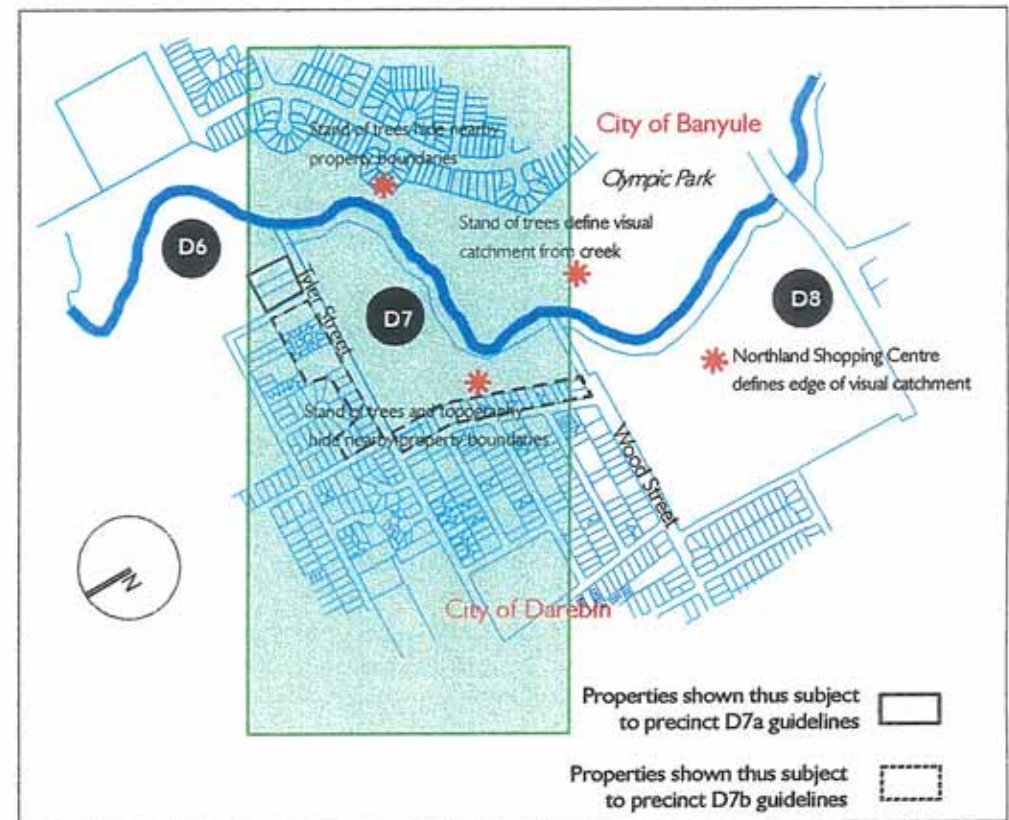 Stand of trees hide nearby
property boundaries
City of Banyule
Olympic Park
Stand of trees define visual
catchment from creek
D6
Tyler Street
D7
D8
Northland Shopping Centre
defines edge of visual catchment
Stand of trees and topography
hide nearby property boundaries
Wood Street
N
City of Darebin
Properties shown thus subject
to precinct D7a guidelines
Properties shown thus subject
to precinct D7b guidelines